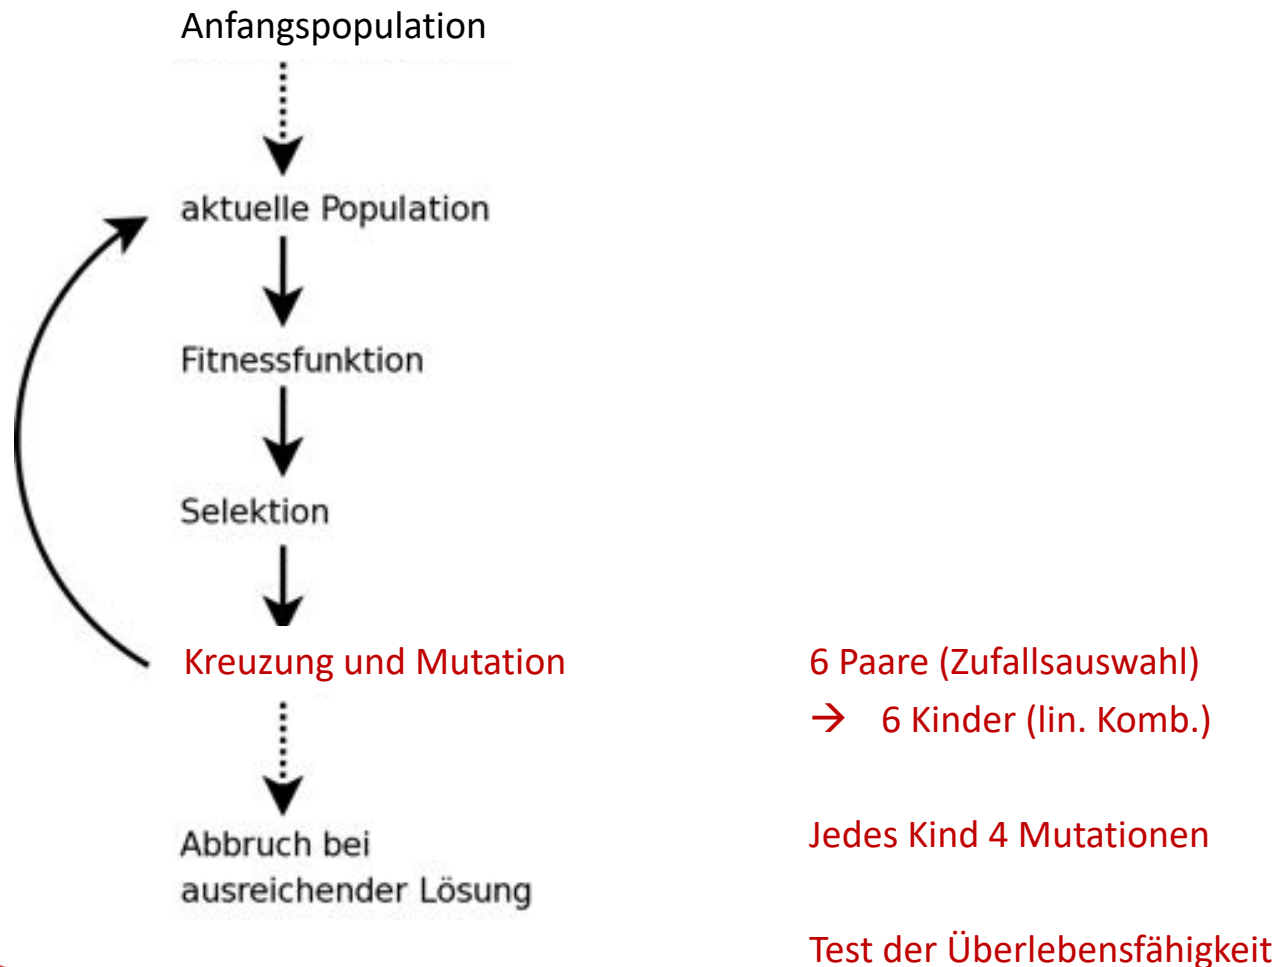 Anfangspopulation
aktuelle Population
Fitnessfunktion
Selektion
Kreuzung und Mutation
6 Paare (Zufallsauswahl)
→ 6 Kinder (lin. Komb.)
Jedes Kind 4 Mutationen
Abbruch bei
ausreichender Lösung
Test der Überlebensfähigkeit